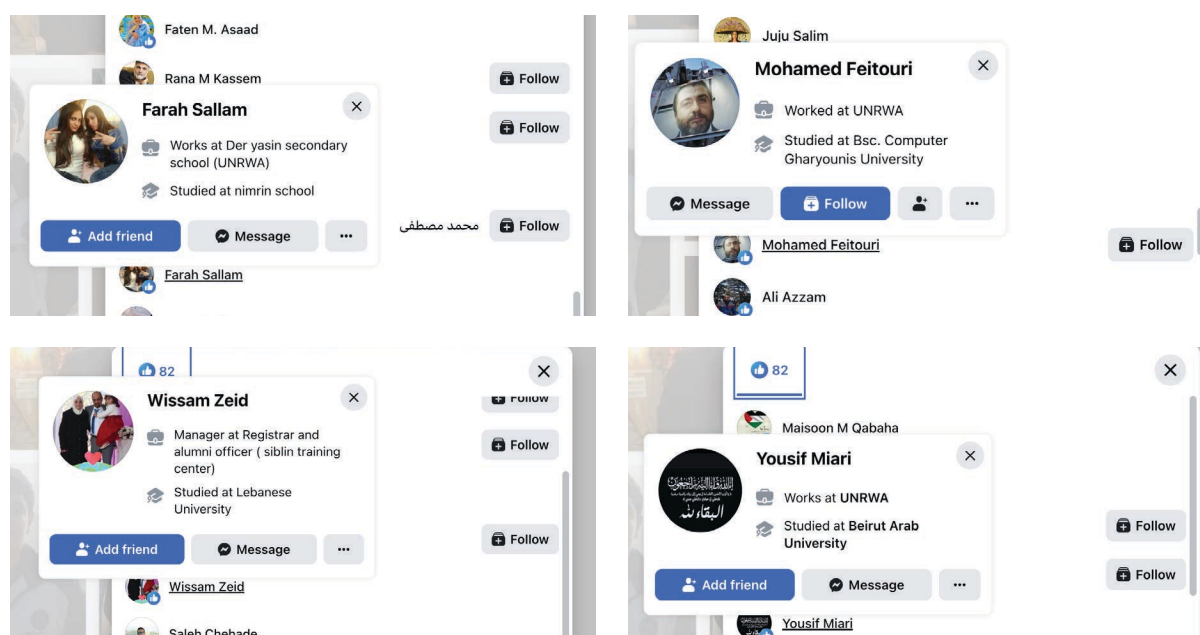 Faten M. Asaad
Rana M Kassem
Follow
Farah Sallam
Works at Der yasin secondary
school (UNRWA)
Studied at nimrin school
Follow
Add friend
Message
محمد مصطفى
Follow
Farah Sallam
Juju Salim
Mohamed Feitouri
Worked at UNRWA
Studied at Bsc. Computer
Gharyounis University
Message
Follow
Mohamed Feitouri
Follow
Ali Azzam
82
Wissam Zeid
Manager at Registrar and
alumni officer ( siblin training
center)
Studied at Lebanese
University
Follow
Follow
Add friend
Message
Follow
Wissam Zeid
Saleh Chehade
82
Maisoon M Qabaha
Yousif Miari
Works at UNRWA
Studied at Beirut Arab
University
البقاء لله
Follow
Add friend
Message
Follow
Yousif Miari